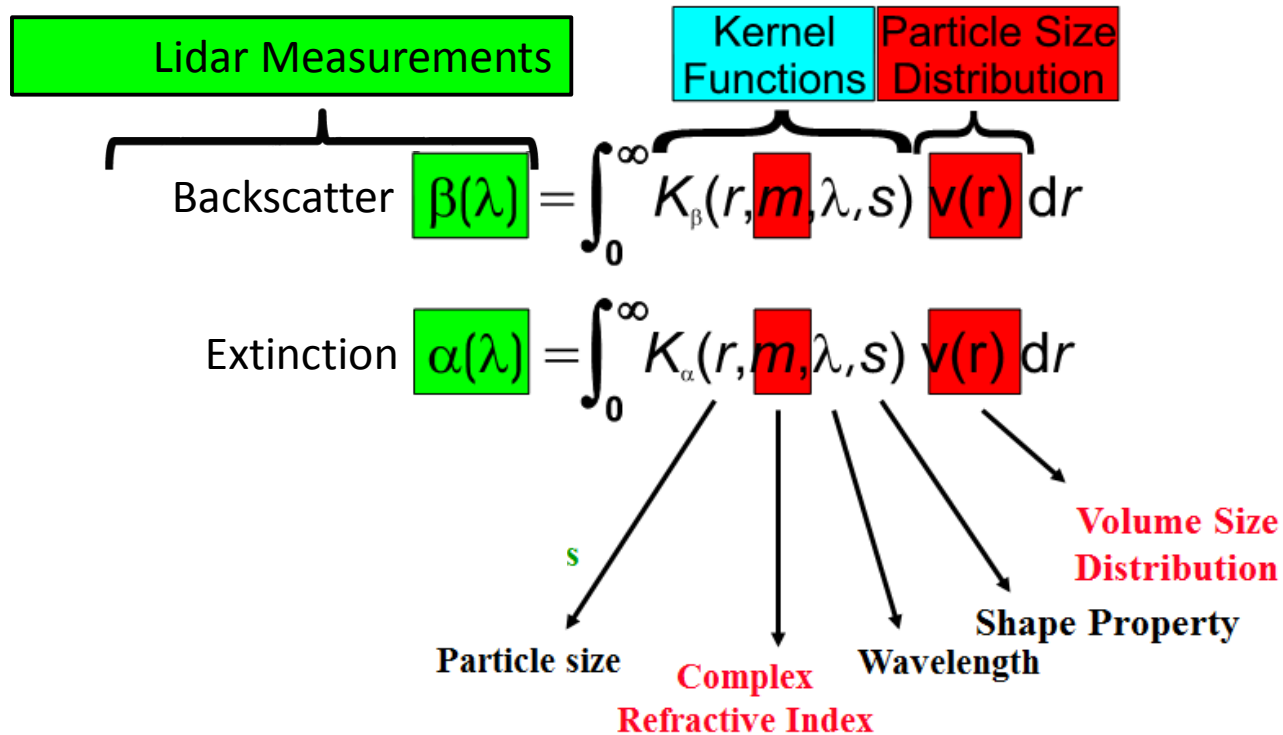 Lidar Measurements
Kernel
Functions
Particle Size
Distribution
Backscatter β(λ) = ∫₀^∞ K_β(r,m,λ,s) v(r) dr
Extinction α(λ) = ∫₀^∞ K_α(r,m,λ,s) v(r) dr
s
Particle size
Complex
Refractive Index
Wavelength
Shape Property
Volume Size
Distribution